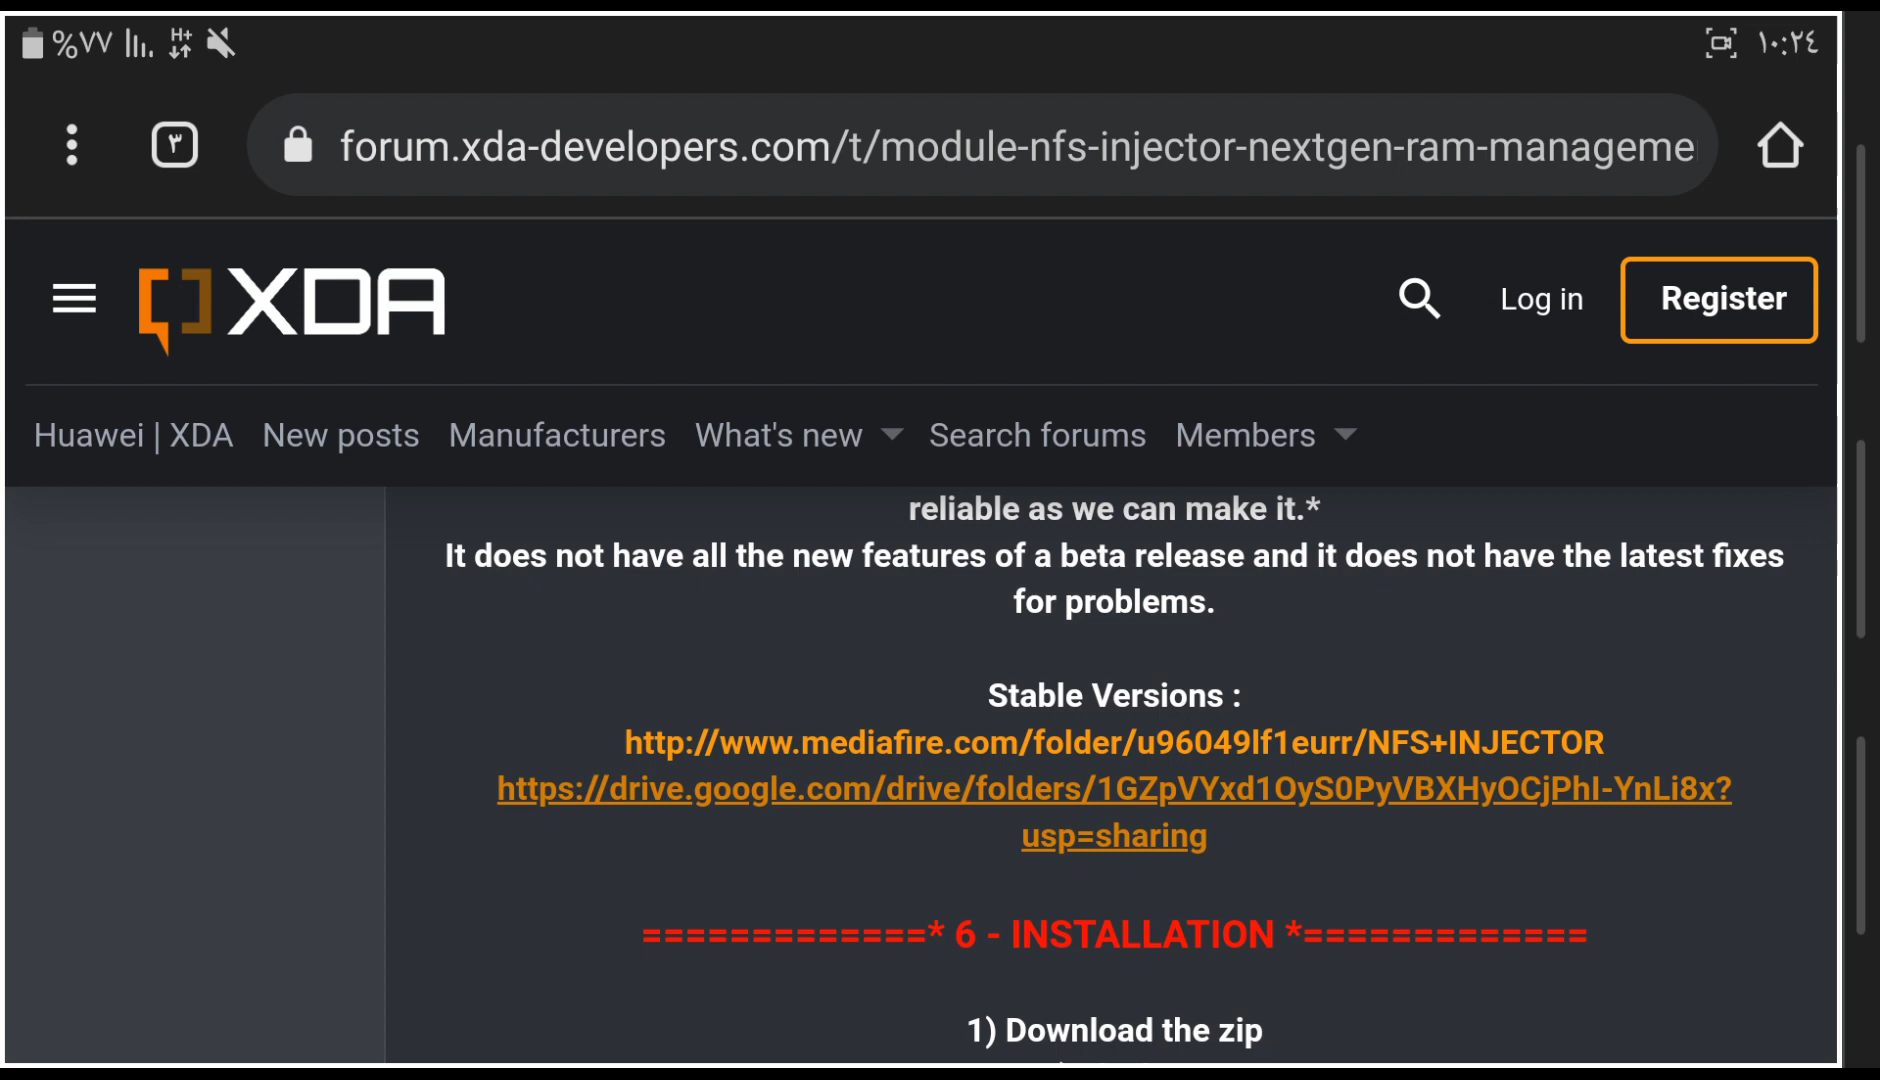 %٧٧ H+ ١٠:٢٤
٣ forum.xda-developers.com/t/module-nfs-injector-nextgen-ram-manageme
XDA Log in Register
Huawei | XDA New posts Manufacturers What's new Search forums Members
reliable as we can make it.*
It does not have all the new features of a beta release and it does not have the latest fixes
for problems.
Stable Versions :
http://www.mediafire.com/folder/u96049lf1eurr/NFS+INJECTOR
https://drive.google.com/drive/folders/1GZpVYxd1OyS0PyVBXHyOCjPhI-YnLi8x?
usp=sharing
=============* 6 - INSTALLATION *=============
1) Download the zip